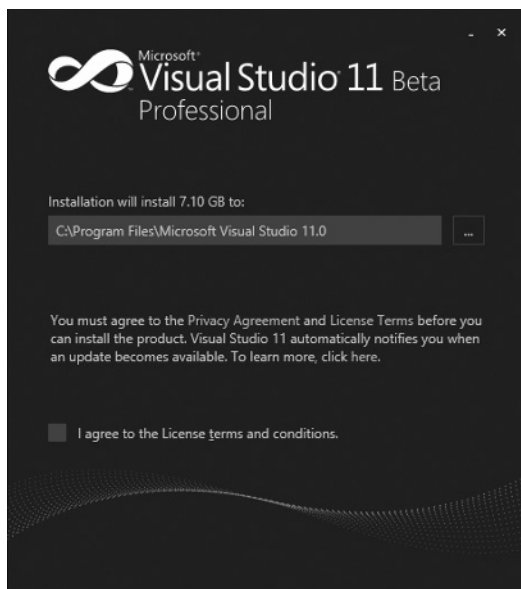 Microsoft®
Visual Studio® 11 Beta
Professional
Installation will install 7.10 GB to:
C:\Program Files\Microsoft Visual Studio 11.0
...
You must agree to the Privacy Agreement and License Terms before you
can install the product. Visual Studio 11 automatically notifies you when
an update becomes available. To learn more, click here.
I agree to the License terms and conditions.